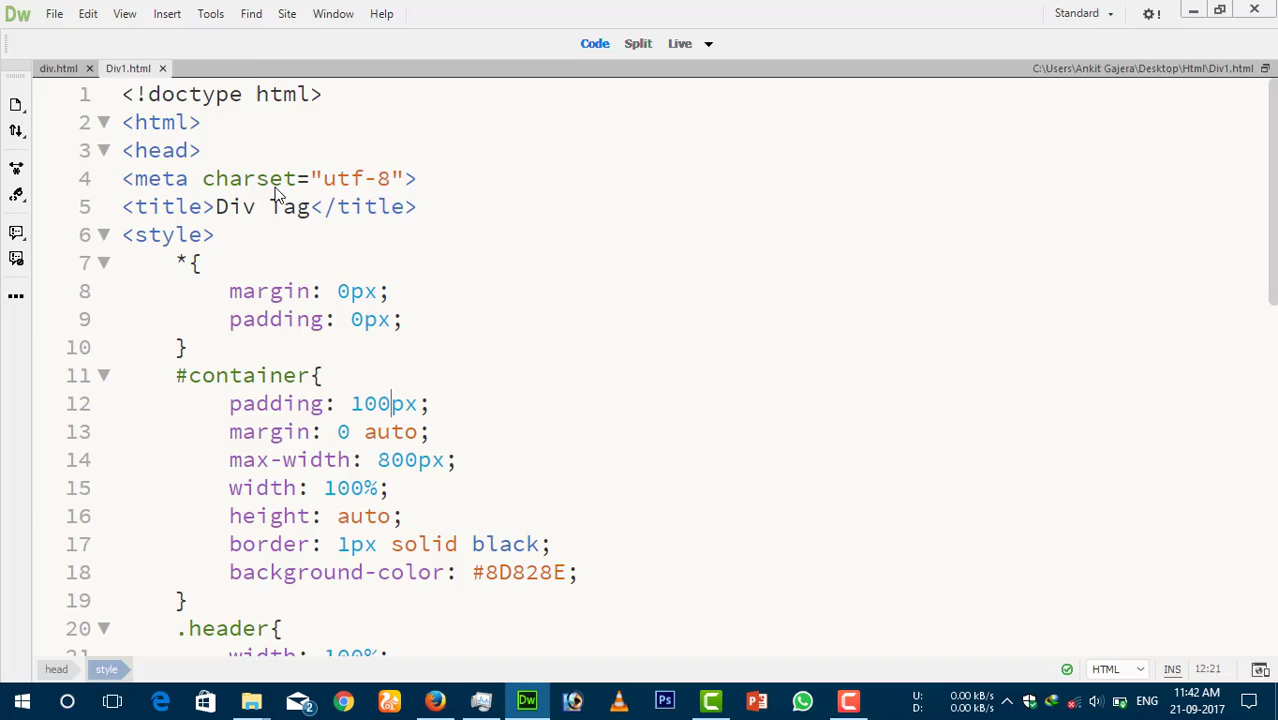 Dw File Edit View Insert Tools Find Site Window Help Standard
Code Split Live
div.html Div1.html C:\Users\Ankit Gajera\Desktop\Html\Div1.html
1 <!doctype html>
2 <html>
3 <head>
4 <meta charset="utf-8">
5 <title>Div Tag</title>
6 <style>
7 *{
8 margin: 0px;
9 padding: 0px;
10 }
11 #container{
12 padding: 100px;
13 margin: 0 auto;
14 max-width: 800px;
15 width: 100%;
16 height: auto;
17 border: 1px solid black;
18 background-color: #8D828E;
19 }
20 .header{
21 width: 100%;
head style HTML INS 12:21
U: 0.00 kB/s
D: 0.00 kB/s
ENG
11:42 AM
21-09-2017